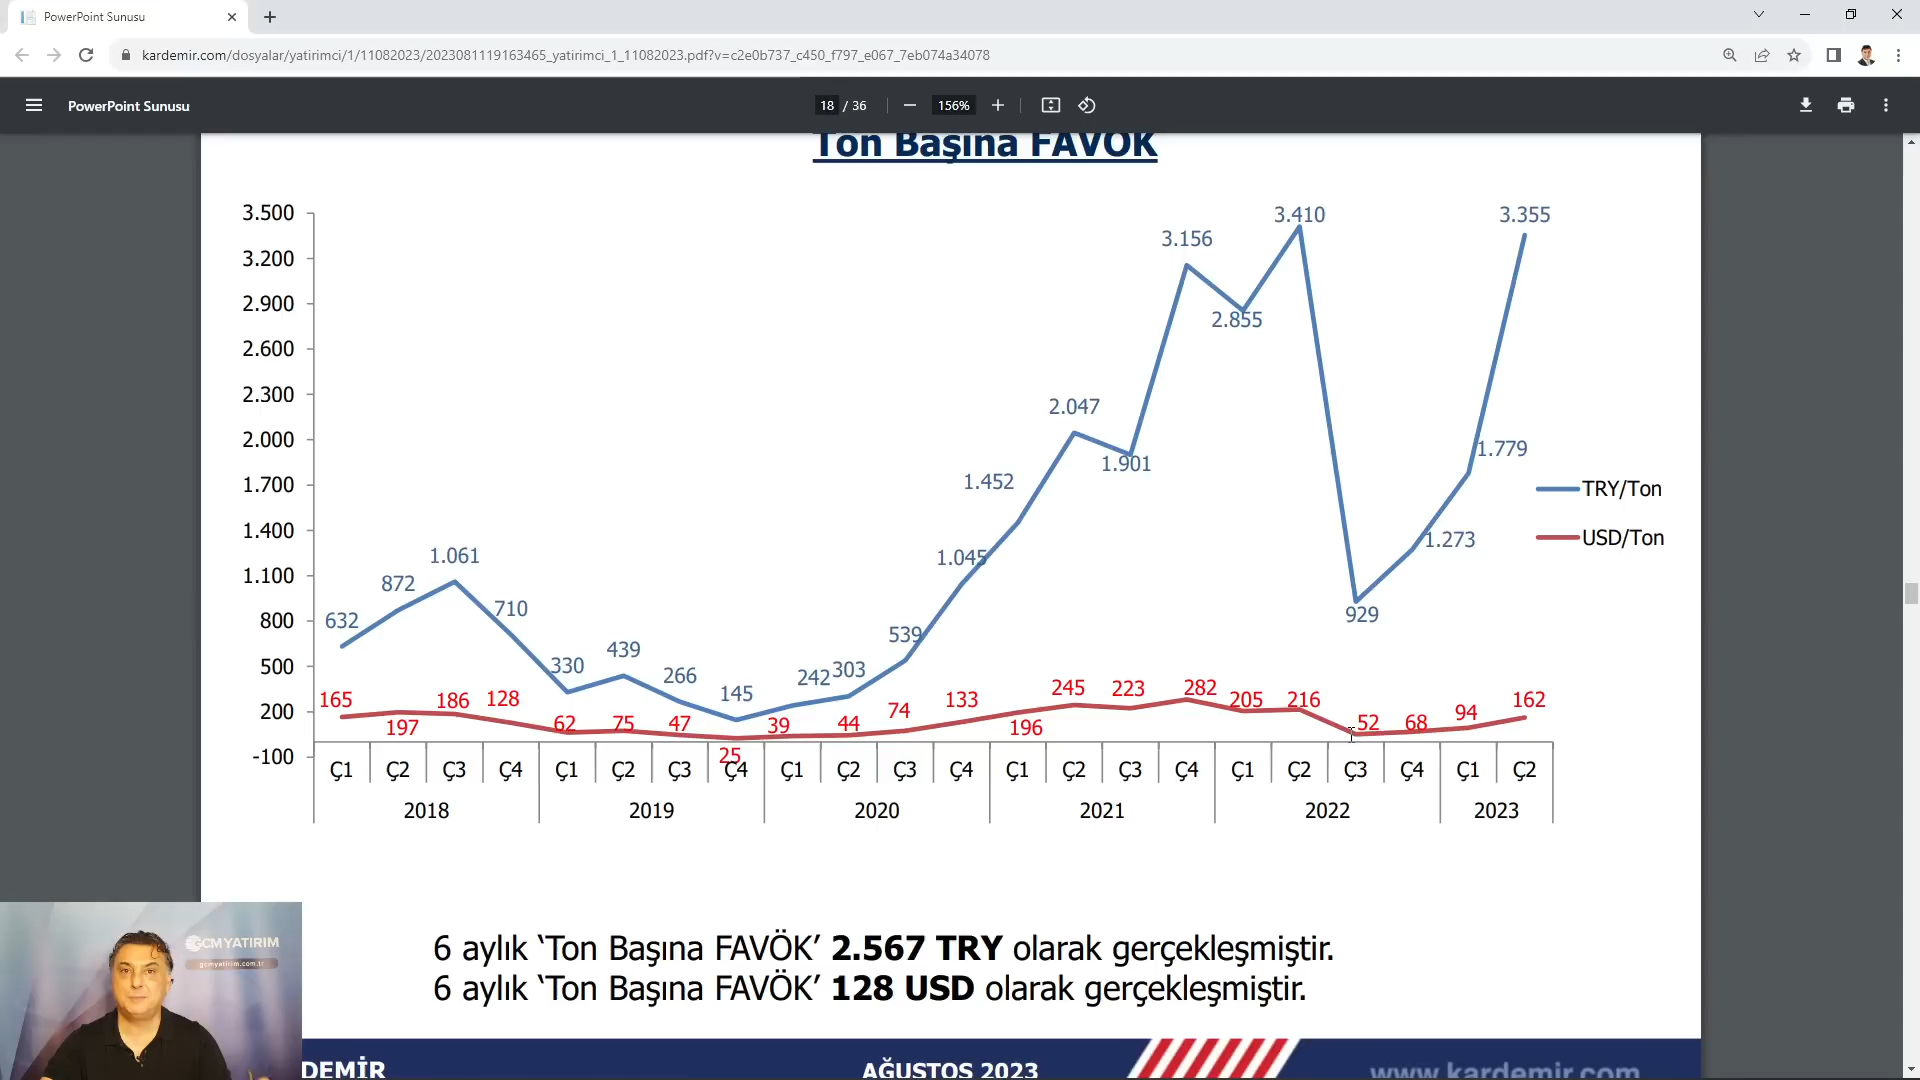 PowerPoint Sunusu
kardemir.com/dosyalar/yatirimci/1/11082023/2023081119163465_yatirimci_1_11082023.pdf?v=c2e0b737_c450_f797_e067_7eb074a34078
PowerPoint Sunusu
18 / 36
156%
Ton Başına FAVÖK
3.500
3.200
2.900
2.600
2.300
2.000
1.700
1.400
1.100
800
500
200
-100
632 872 1.061 710 330 439 266 145 242 303 539 1.045 1.452 2.047 1.901 3.156 2.855 3.410 929 1.273 1.779 3.355
165 197 186 128 62 75 47 25 39 44 74 133 196 245 223 282 205 216 52 68 94 162
TRY/Ton
USD/Ton
Ç1 Ç2 Ç3 Ç4 Ç1 Ç2 Ç3 Ç4 Ç1 Ç2 Ç3 Ç4 Ç1 Ç2 Ç3 Ç4 Ç1 Ç2 Ç3 Ç4 Ç1 Ç2
2018 2019 2020 2021 2022 2023
6 aylık ‘Ton Başına FAVÖK’ 2.567 TRY olarak gerçekleşmiştir.
6 aylık ‘Ton Başına FAVÖK’ 128 USD olarak gerçekleşmiştir.
GCM YATIRIM
gcmyatirim.com.tr
DEMİR
AĞUSTOS 2023
www.kardemir.com